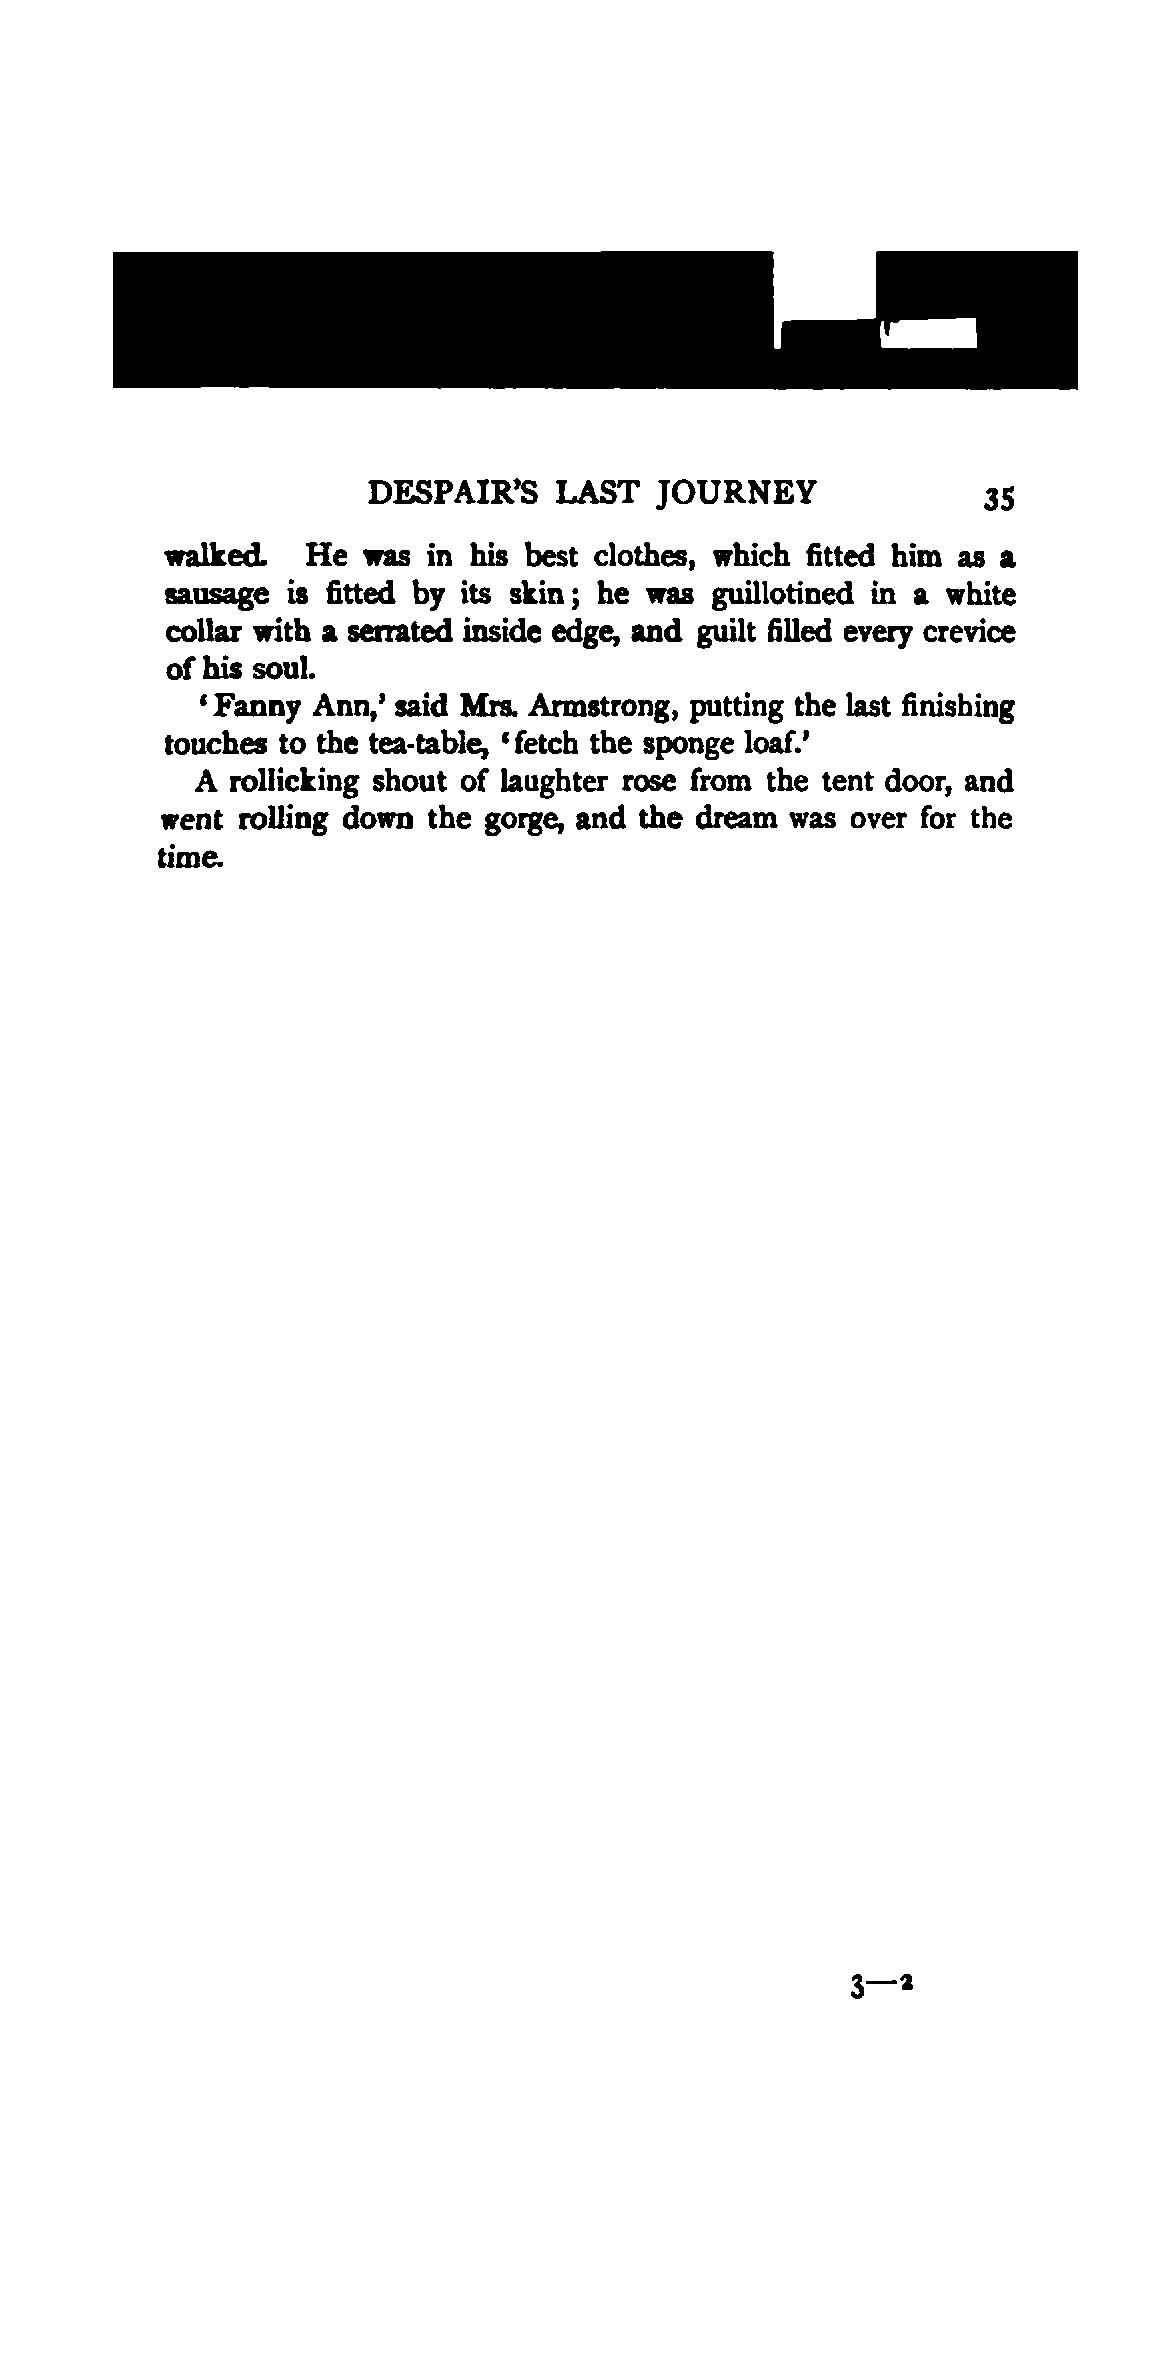 DESPAIR'S LAST JOURNEY 35
walked. He was in his best clothes, which fitted him as a
sausage is fitted by its skin; he was guillotined in a white
collar with a serrated inside edge, and guilt filled every crevice
of his soul.
'Fanny Ann,' said Mrs. Armstrong, putting the last finishing
touches to the tea-table, 'fetch the sponge loaf.'
A rollicking shout of laughter rose from the tent door, and
went rolling down the gorge, and the dream was over for the
time.
3—2